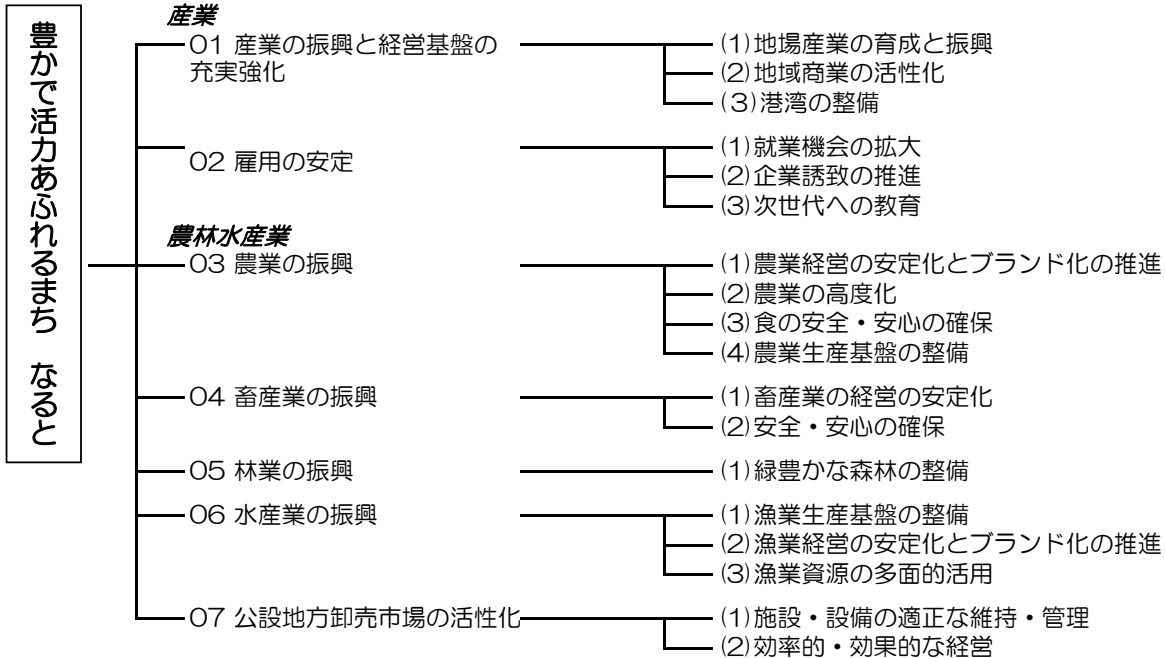 豊かで活力あふれるまち　なると
産業
01 産業の振興と経営基盤の
充実強化
(1)地場産業の育成と振興
(2)地域商業の活性化
(3)港湾の整備
02 雇用の安定
(1)就業機会の拡大
(2)企業誘致の推進
(3)次世代への教育
農林水産業
03 農業の振興
(1)農業経営の安定化とブランド化の推進
(2)農業の高度化
(3)食の安全・安心の確保
(4)農業生産基盤の整備
04 畜産業の振興
(1)畜産業の経営の安定化
(2)安全・安心の確保
05 林業の振興
(1)緑豊かな森林の整備
06 水産業の振興
(1)漁業生産基盤の整備
(2)漁業経営の安定化とブランド化の推進
(3)漁業資源の多面的活用
07 公設地方卸売市場の活性化
(1)施設・設備の適正な維持・管理
(2)効率的・効果的な経営